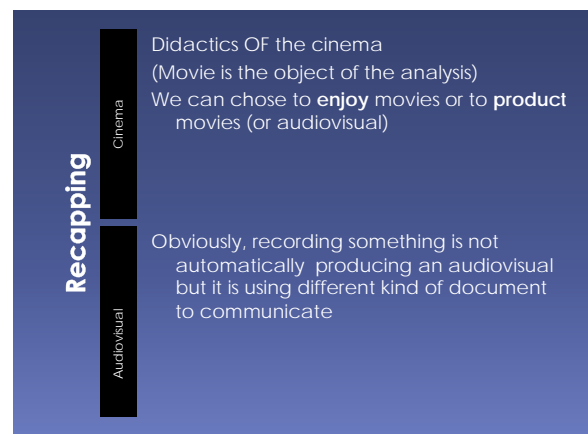 Recapping
Cinema
Didactics OF the cinema
(Movie is the object of the analysis)
We can chose to enjoy movies or to product
movies (or audiovisual)
Audiovisual
Obviously, recording something is not
automatically producing an audiovisual
but it is using different kind of document
to communicate